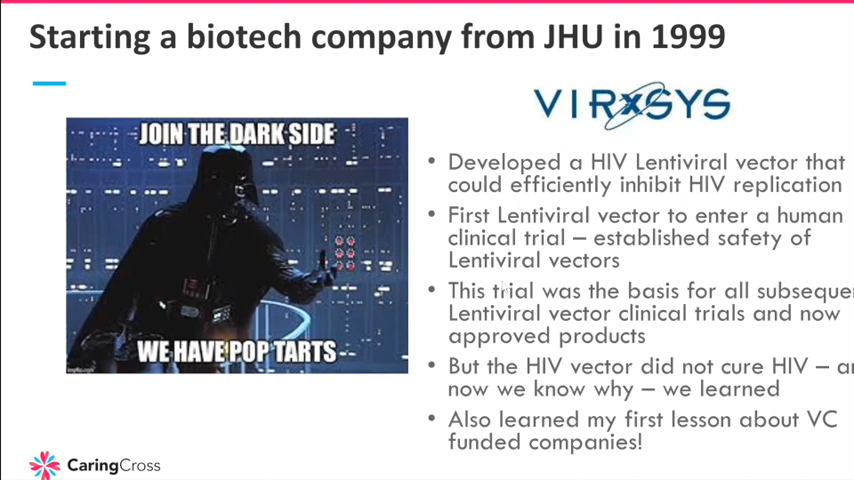 Starting a biotech company from JHU in 1999
JOIN THE DARK SIDE
WE HAVE POP TARTS
imgflip.com
VIRxSYS
• Developed a HIV Lentiviral vector that
could efficiently inhibit HIV replication
• First Lentiviral vector to enter a human
clinical trial – established safety of
Lentiviral vectors
• This trial was the basis for all subseque
Lentiviral vector clinical trials and now
approved products
• But the HIV vector did not cure HIV – a
now we know why – we learned
• Also learned my first lesson about VC
funded companies!
CaringCross